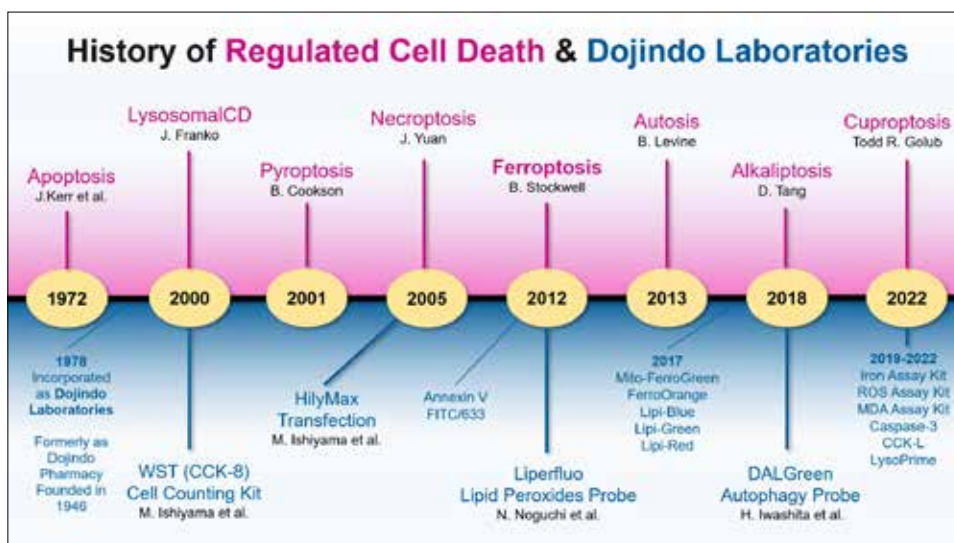 History of Regulated Cell Death & Dojindo Laboratories
Apoptosis
J.Kerr et al.
LysosomalCD
J. Franko
Pyroptosis
B. Cookson
Necroptosis
J. Yuan
Ferroptosis
B. Stockwell
Autosis
B. Levine
Alkaliptosis
D. Tang
Cuproptosis
Todd R. Golub
1972
2000
2001
2005
2012
2013
2018
2022
1978
Incorporated
as Dojindo
Laboratories
Formerly as
Dojindo
Pharmacy
Founded in
1946
WST (CCK-8)
Cell Counting Kit
M. Ishiyama et al.
HilyMax
Transfection
M. Ishiyama et al.
Annexin V
FITC/633
Liperfluo
Lipid Peroxides Probe
N. Noguchi et al.
2017
Mito-FerroGreen
FerroOrange
Lipi-Blue
Lipi-Green
Lipi-Red
DALGreen
Autophagy Probe
H. Iwashita et al.
2019-2022
Iron Assay Kit
ROS Assay Kit
MDA Assay Kit
Caspase-3
CCK-L
LysoPrime